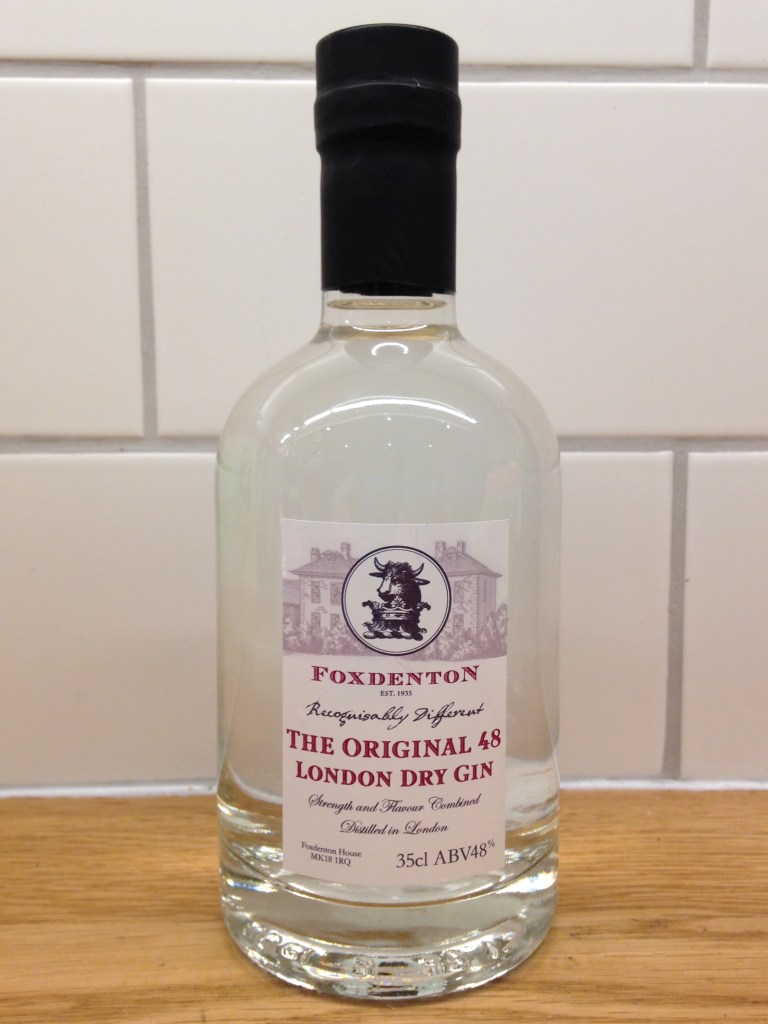 FOXDENTON
EST. 1935
Recognisably Different
THE ORIGINAL 48
LONDON DRY GIN
Strength and Flavour Combined
Distilled in London
Foxdenton House
MK18 1RQ
35cl ABV48%